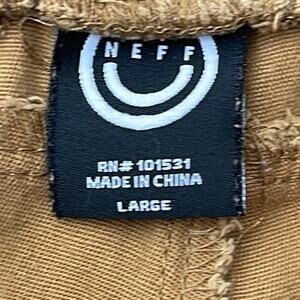 NEFF
RN# 101531
MADE IN CHINA
LARGE